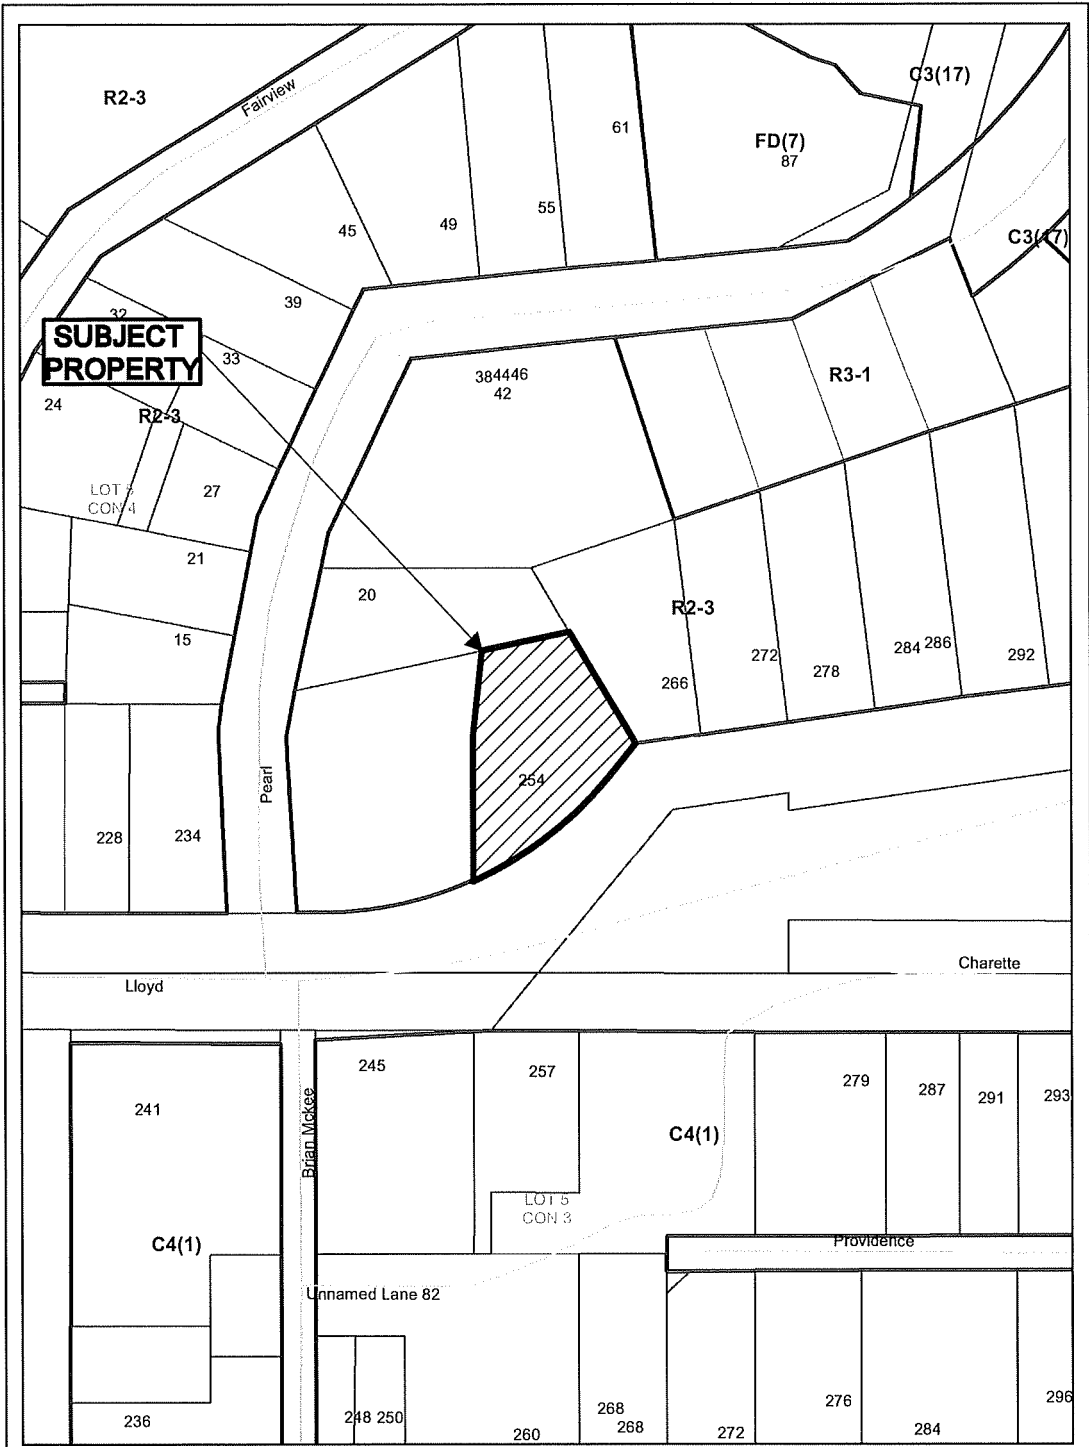 R2-3
Fairview
C3(17)
61
FD(7)
87
55
49
45
C3(17)
39
32
SUBJECT
PROPERTY
33
384446
42
R3-1
24
R2-3
LOT 5
CON 4
27
21
20
15
R2-3
266
272
278
284
286
292
254
Pearl
228
234
Lloyd
Charette
241
Brian Mckee
245
257
279
287
291
293
C4(1)
LOT 5
CON 3
C4(1)
Providence
Unnamed Lane 82
236
248
250
260
268
268
272
276
284
296